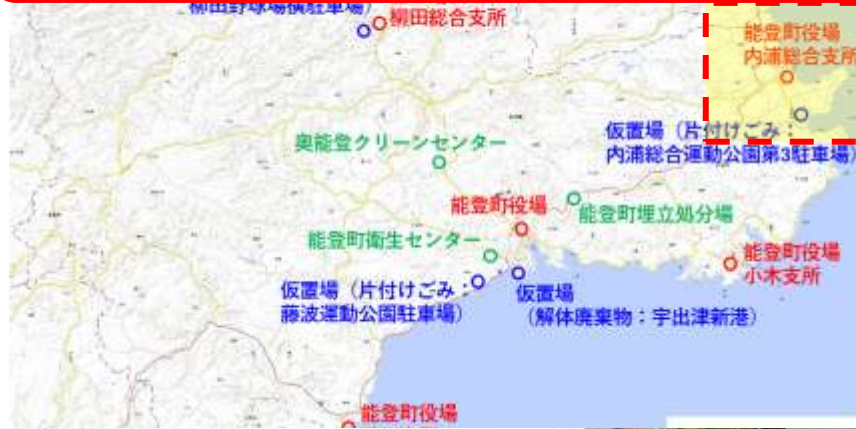 柳田野球場横駐車場）
柳田総合支所
能登町役場
内浦総合支所
仮置場（片付けごみ：
内浦総合運動公園第3駐車場）
奥能登クリーンセンター
能登町役場
能登町埋立処分場
能登町衛生センター
能登町役場
小木支所
仮置場（片付けごみ：
藤波運動公園駐車場）
仮置場
（解体廃棄物：宇出津新港）
能登町役場